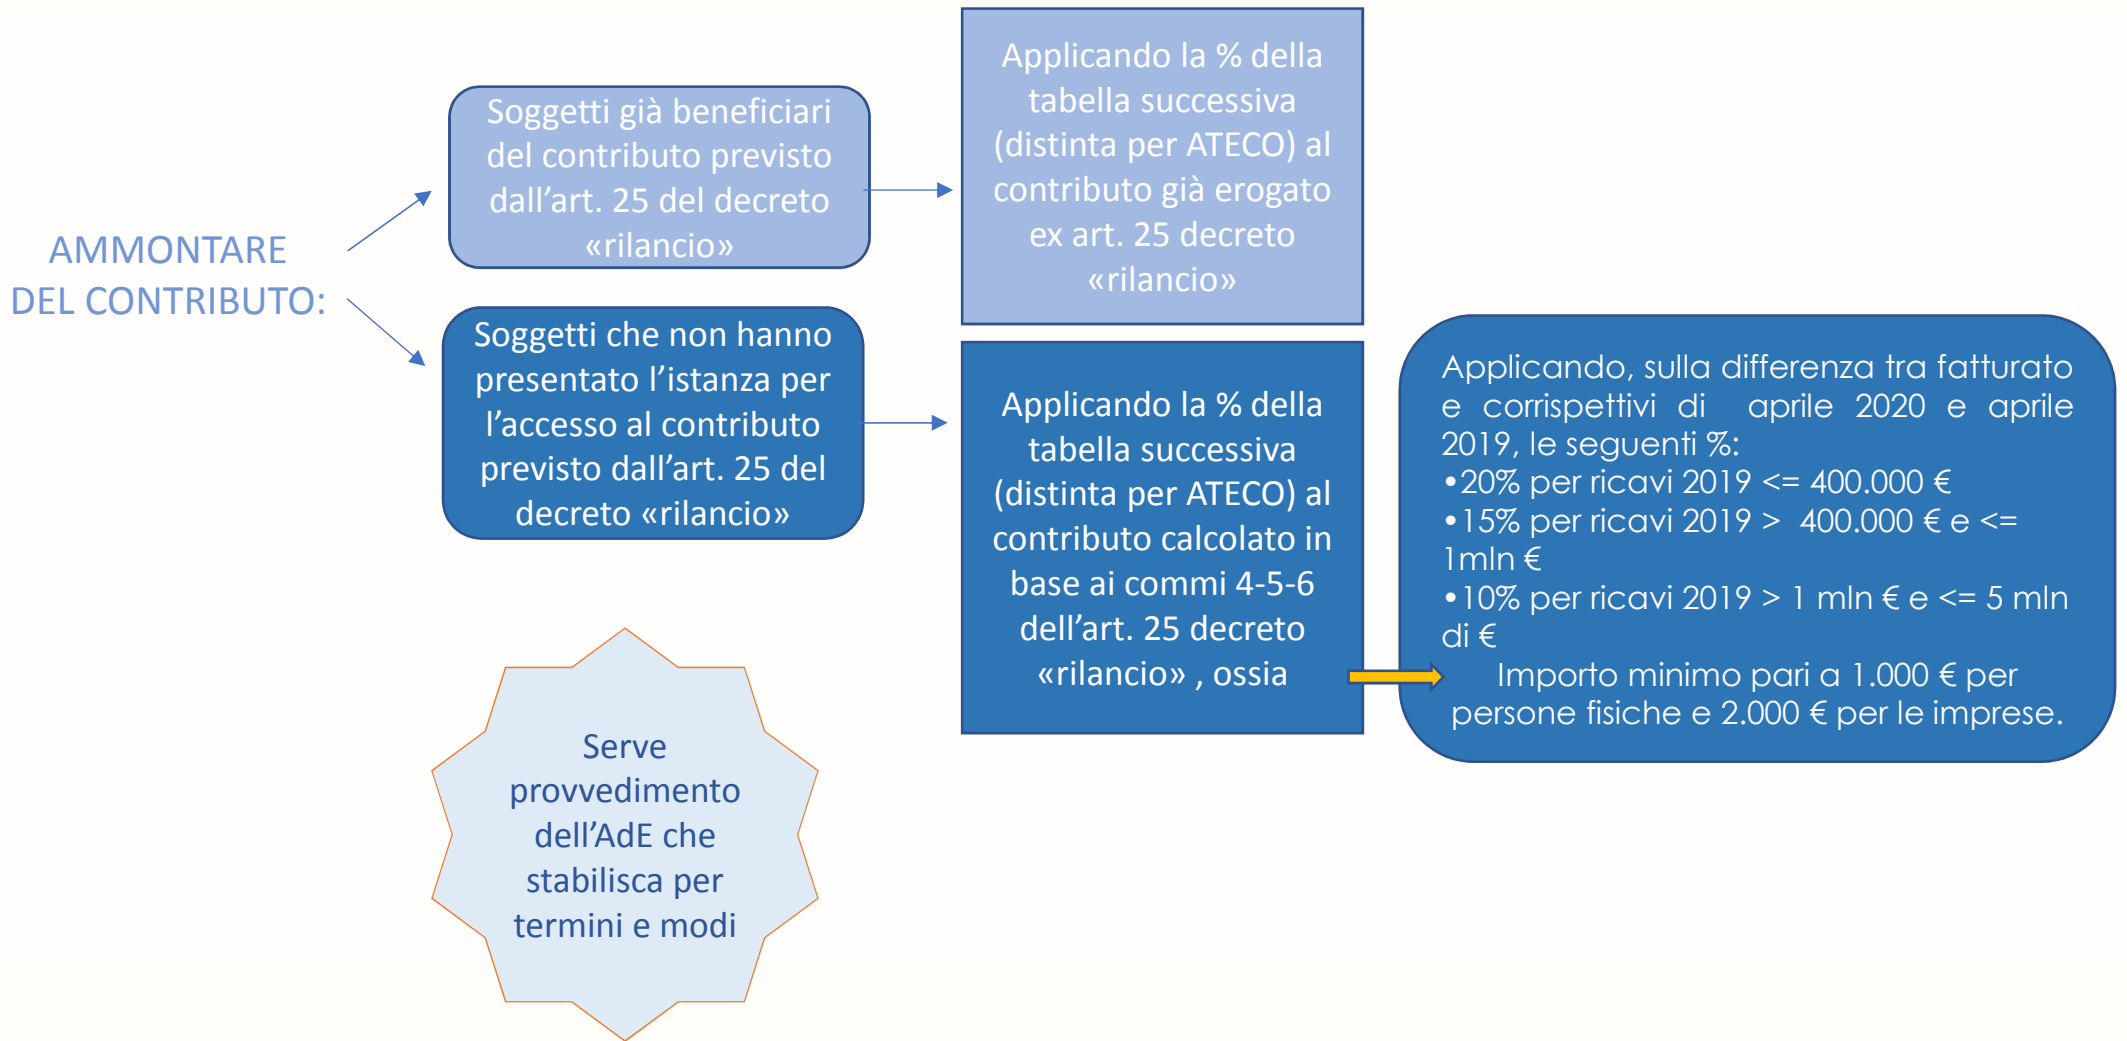 AMMONTARE
DEL CONTRIBUTO:
Soggetti già beneficiari
del contributo previsto
dall’art. 25 del decreto
«rilancio»
Applicando la % della
tabella successiva
(distinta per ATECO) al
contributo già erogato
ex art. 25 decreto
«rilancio»
Soggetti che non hanno
presentato l’istanza per
l’accesso al contributo
previsto dall’art. 25 del
decreto «rilancio»
Applicando la % della
tabella successiva
(distinta per ATECO) al
contributo calcolato in
base ai commi 4-5-6
dell’art. 25 decreto
«rilancio» , ossia
Applicando, sulla differenza tra fatturato
e corrispettivi di aprile 2020 e aprile
2019, le seguenti %:
•20% per ricavi 2019 <= 400.000 €
•15% per ricavi 2019 > 400.000 € e <=
1mln €
•10% per ricavi 2019 > 1 mln € e <= 5 mln
di €
Importo minimo pari a 1.000 € per
persone fisiche e 2.000 € per le imprese.
Serve
provvedimento
dell’AdE che
stabilisca per
termini e modi